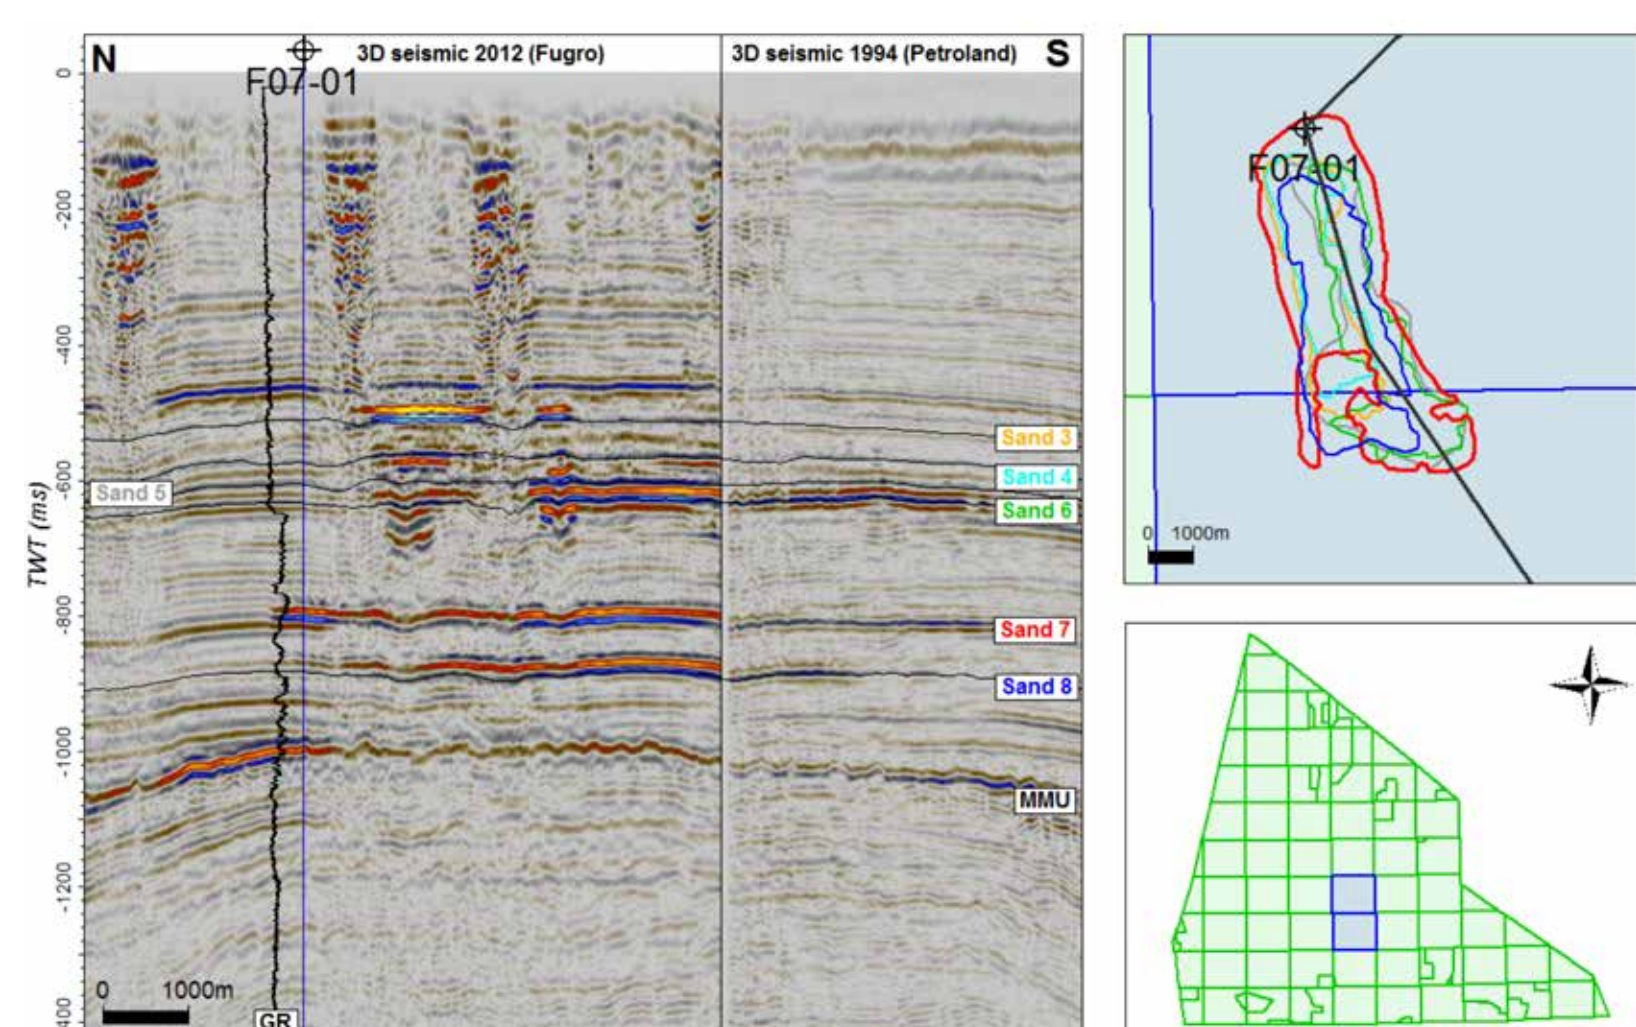 N
3D seismic 2012 (Fugro)
3D seismic 1994 (Petroland)
S
F07-01
0
-200
-400
-600
-800
-1000
-1200
400
TWT (ms)
Sand 3
Sand 4
Sand 5
Sand 6
Sand 7
Sand 8
MMU
0 1000m
GR
F07-01
0 1000m